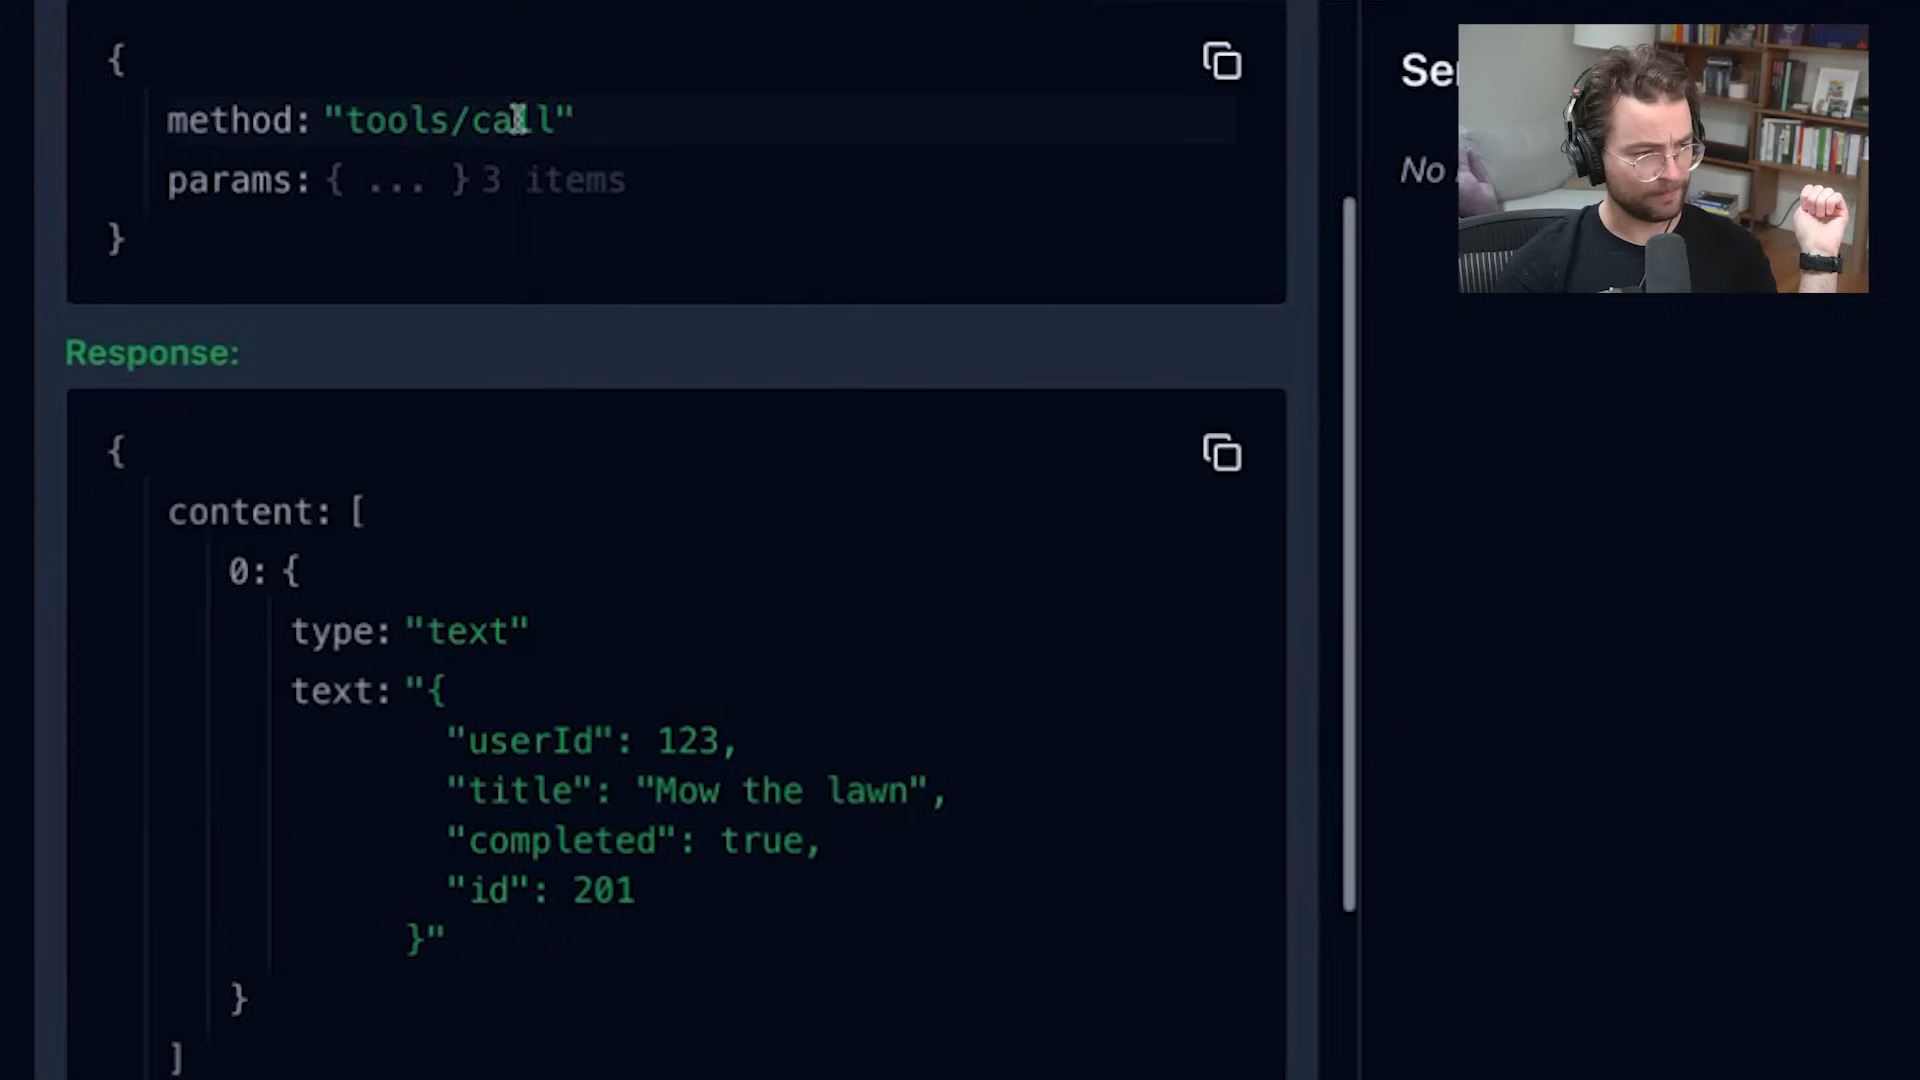 {
method: "tools/call"
params: { ... } 3 items
}
Response:
{
content: [
0: {
type: "text"
text: "{
"userId": 123,
"title": "Mow the lawn",
"completed": true,
"id": 201
}"
}
]
No